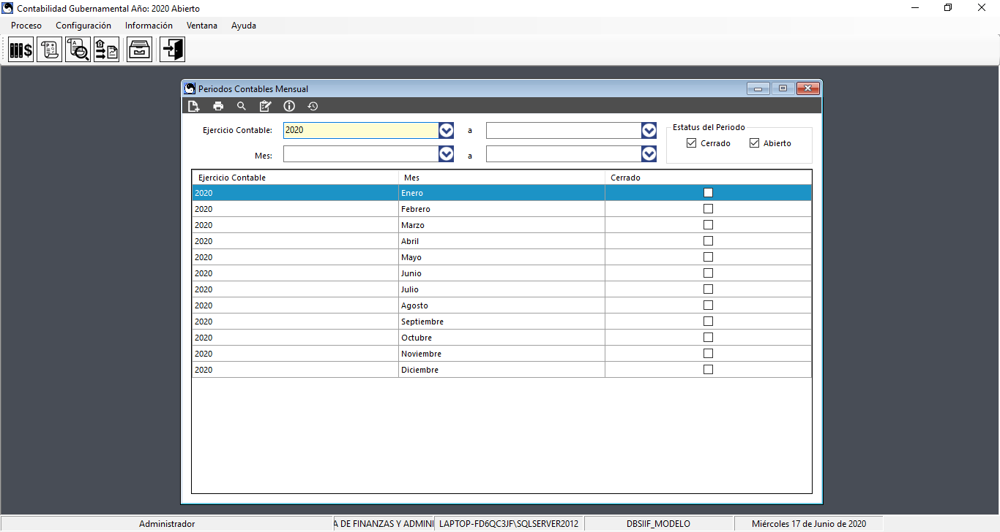 Contabilidad Gubernamental Año: 2020 Abierto
Proceso Configuración Información Ventana Ayuda
Periodos Contables Mensual
Ejercicio Contable: 2020 a
Estatus del Periodo
Cerrado Abierto
Mes: a
Ejercicio Contable Mes Cerrado
2020 Enero
2020 Febrero
2020 Marzo
2020 Abril
2020 Mayo
2020 Junio
2020 Julio
2020 Agosto
2020 Septiembre
2020 Octubre
2020 Noviembre
2020 Diciembre
Administrador A DE FINANZAS Y ADMINI LAPTOP-FD6QC3JF\SQLSERVER2012 DBSIIF_MODELO Miércoles 17 de Junio de 2020